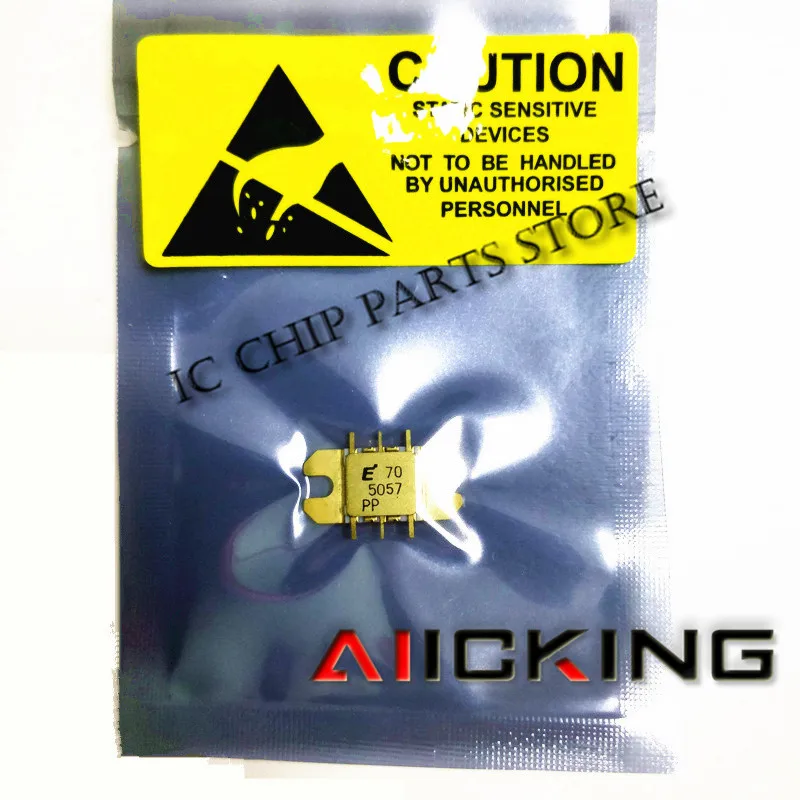 CAUTION
STATIC SENSITIVE
DEVICES
NOT TO BE HANDLED
BY UNAUTHORISED
PERSONNEL
IC CHIP PARTS STORE
E 70
5057
PP
AIICKING